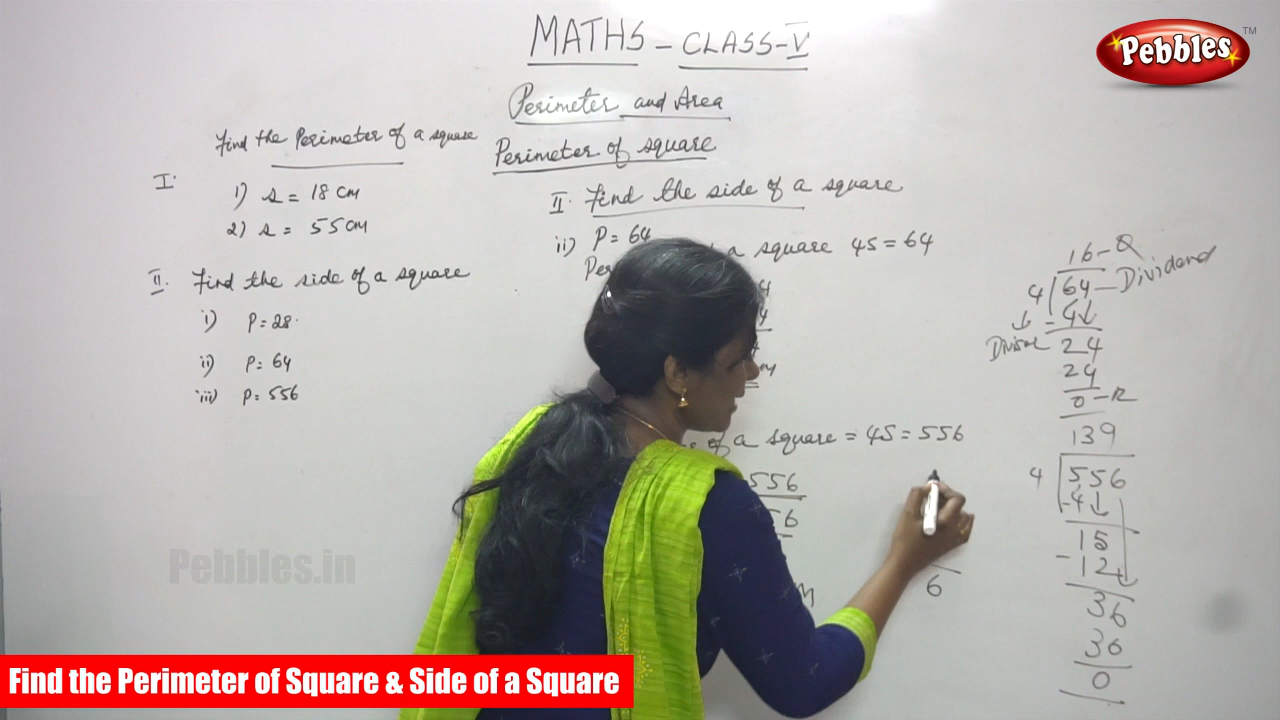 MATHS - CLASS-V
Pebbles TM
Perimeter and Area
Find the Perimeter of a square
Perimeter of square
I.
1) s = 18 cm
2) s = 55 cm
II. Find the side of a square
i) P = 28.
ii) P = 64
iii) P = 556
II. Find the side of a square
ii) P = 64
a square 4S = 64
of a square = 4S = 556
556
56
6
16 - Q
4 64 - Dividend
- 4
Divisor 24
24
0 - R
139
4 556
- 4
15
- 12
36
36
0
Pebbles.in
Find the Perimeter of Square & Side of a Square